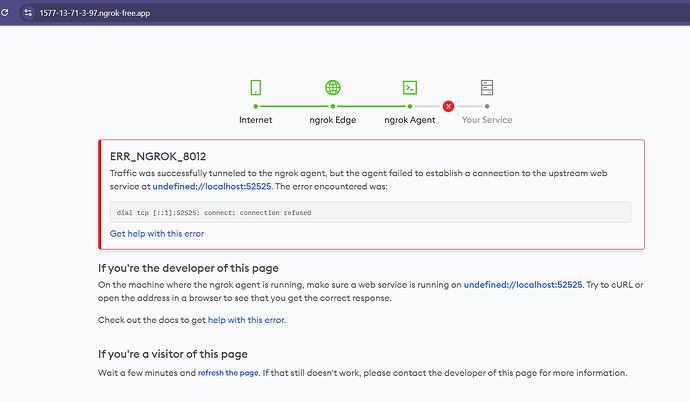 1577-13-71-3-97.ngrok-free.app
Internet
ngrok Edge
ngrok Agent
Your Service
ERR_NGROK_8012
Traffic was successfully tunneled to the ngrok agent, but the agent failed to establish a connection to the upstream web
service at undefined://localhost:52525. The error encountered was:
dial tcp [::1]:52525: connect: connection refused
Get help with this error
If you're the developer of this page
On the machine where the ngrok agent is running, make sure a web service is running on undefined://localhost:52525. Try to cURL or
open the address in a browser to see that you get the correct response.
Check out the docs to get help with this error.
If you're a visitor of this page
Wait a few minutes and refresh the page. If that still doesn't work, please contact the developer of this page for more information.